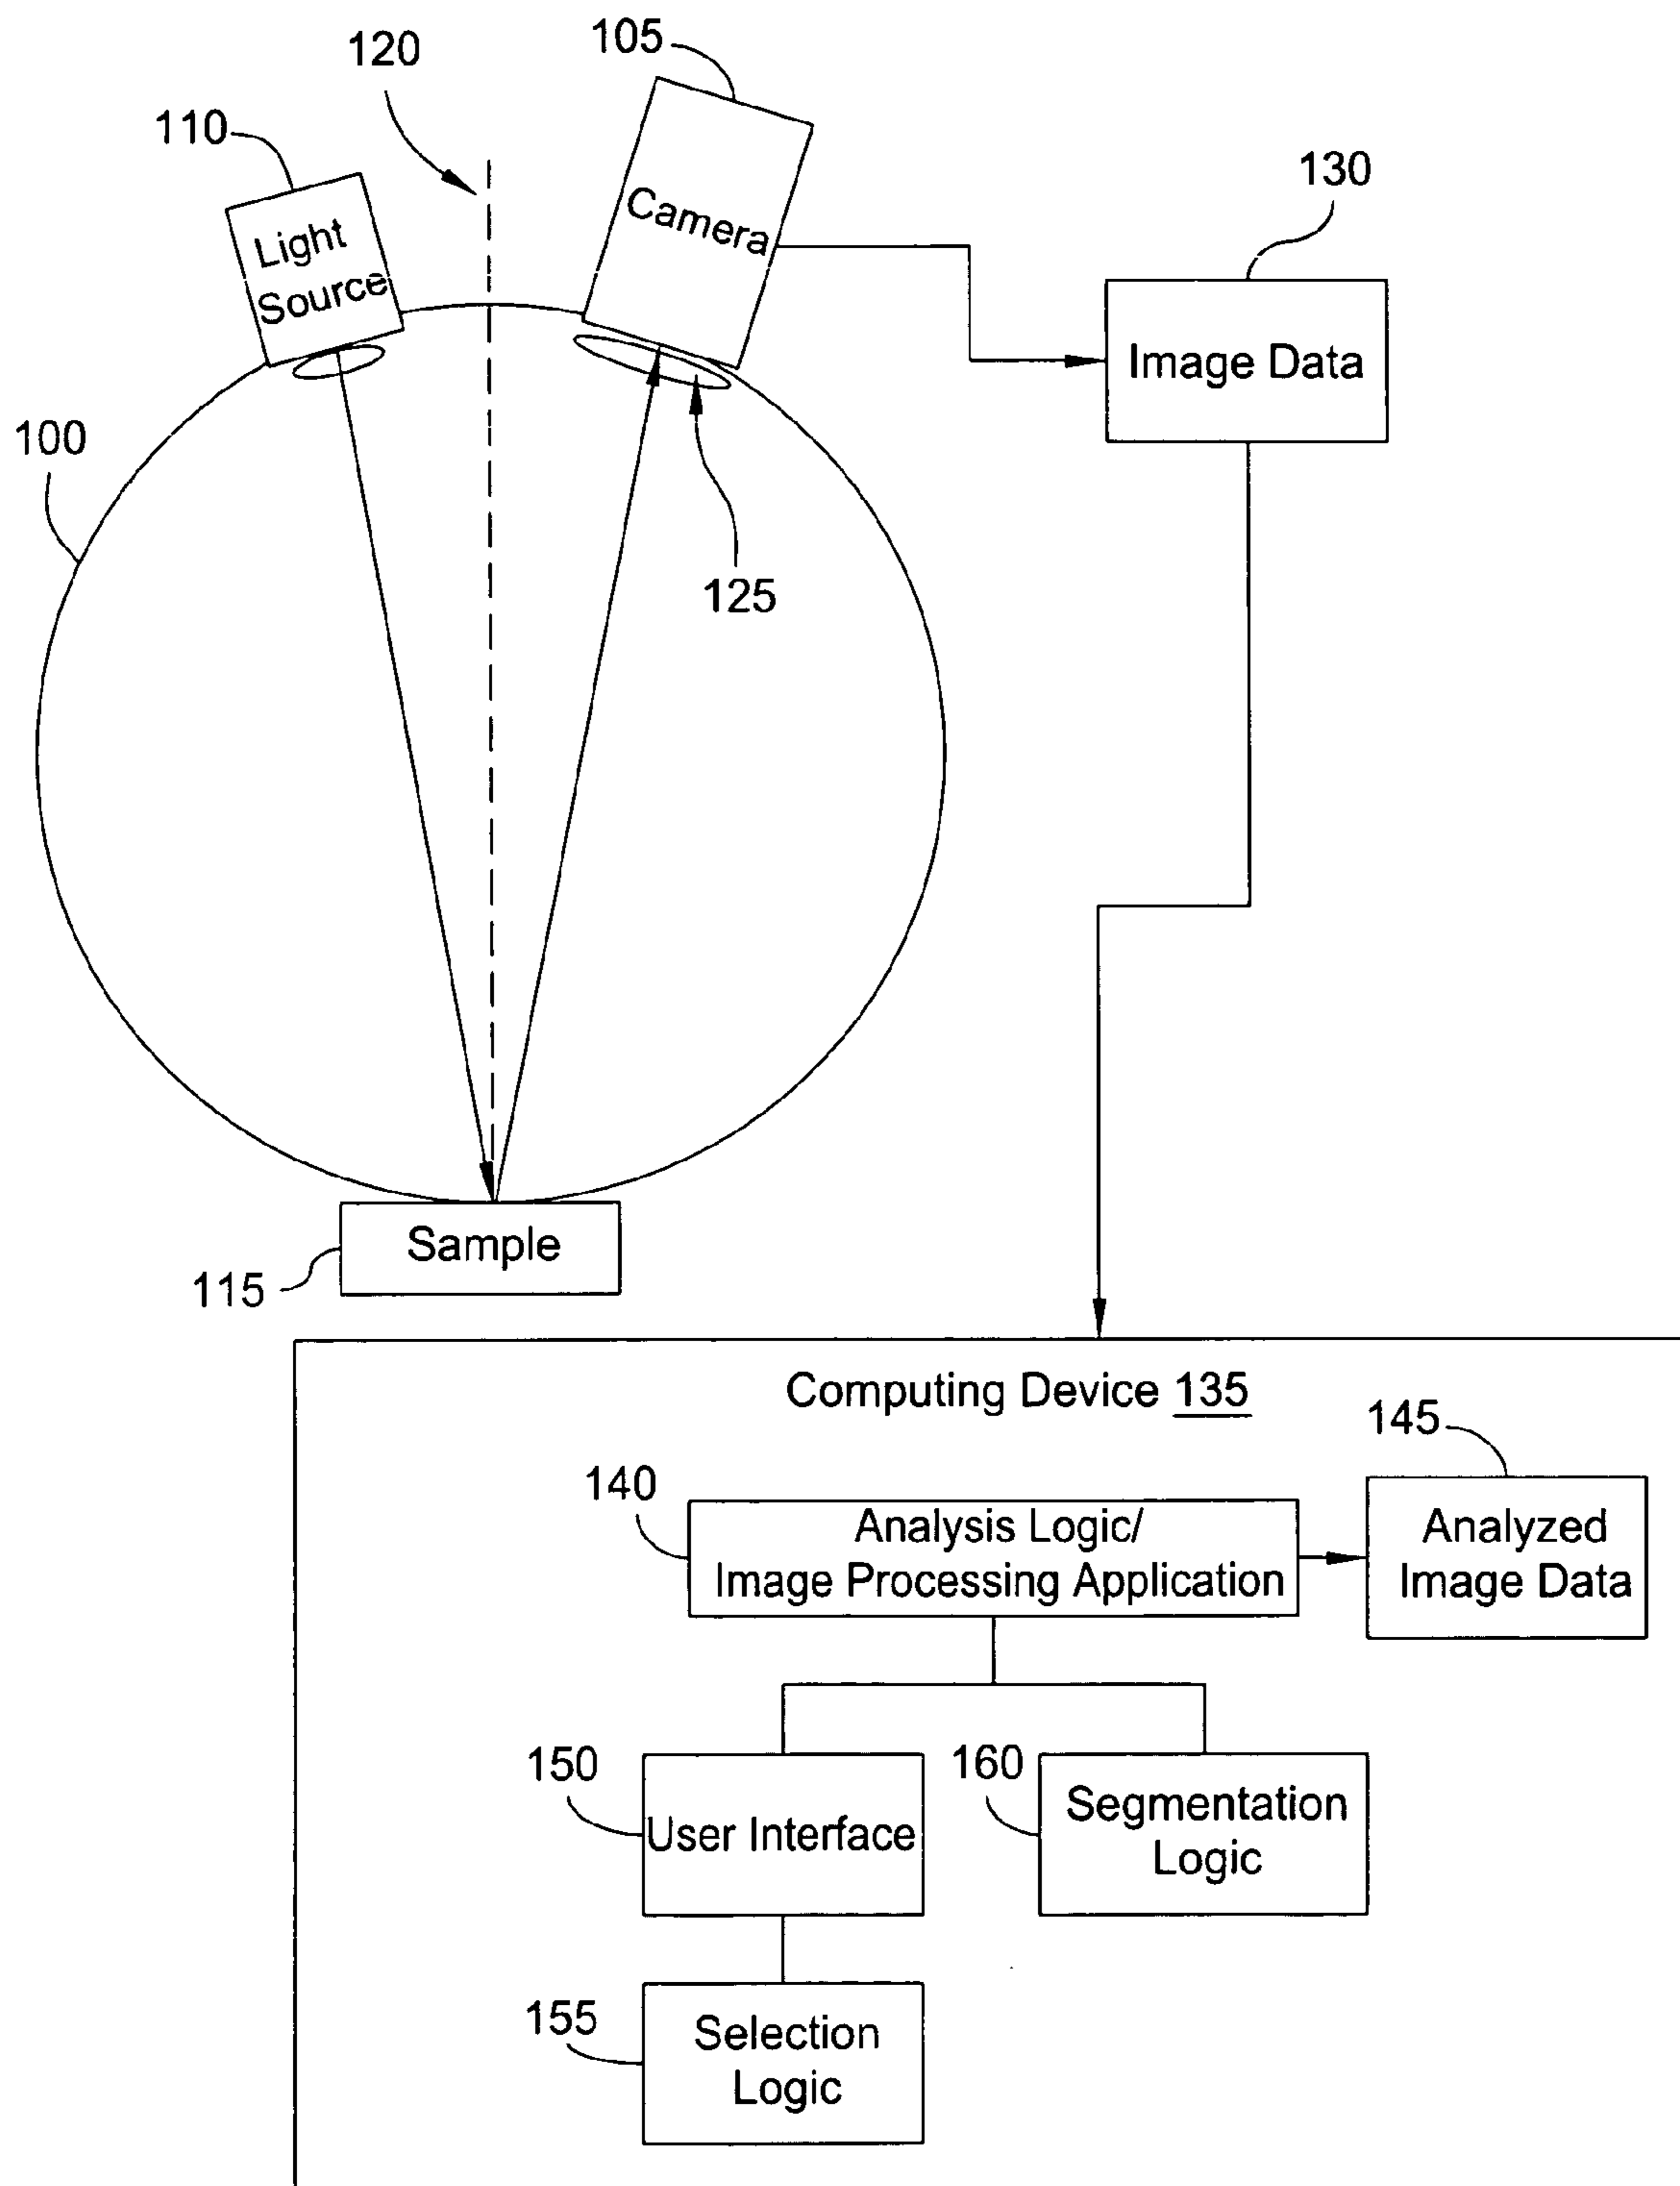 120
105
110
Light
Source
Camera
130
Image Data
100
125
Sample
115
Computing Device 135
145
140
Analysis Logic/
Image Processing Application
Analyzed
Image Data
150
User Interface
160
Segmentation
Logic
155
Selection
Logic